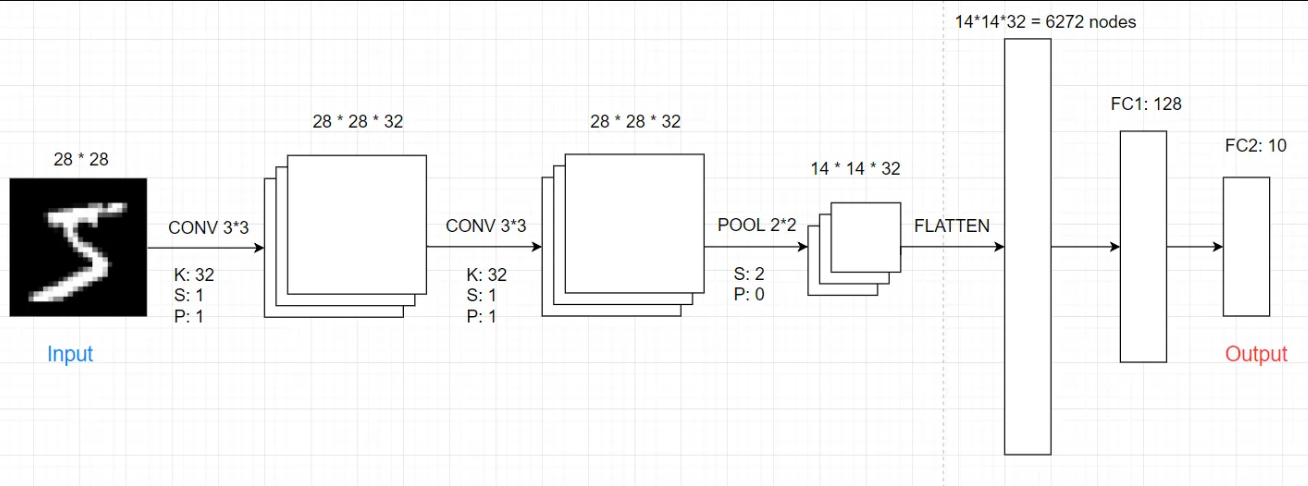 14*14*32 = 6272 nodes
FC1: 128
28 * 28 * 32
28 * 28 * 32
FC2: 10
28 * 28
14 * 14 * 32
CONV 3*3
K: 32
S: 1
P: 1
CONV 3*3
K: 32
S: 1
P: 1
POOL 2*2
S: 2
P: 0
FLATTEN
Input
Output